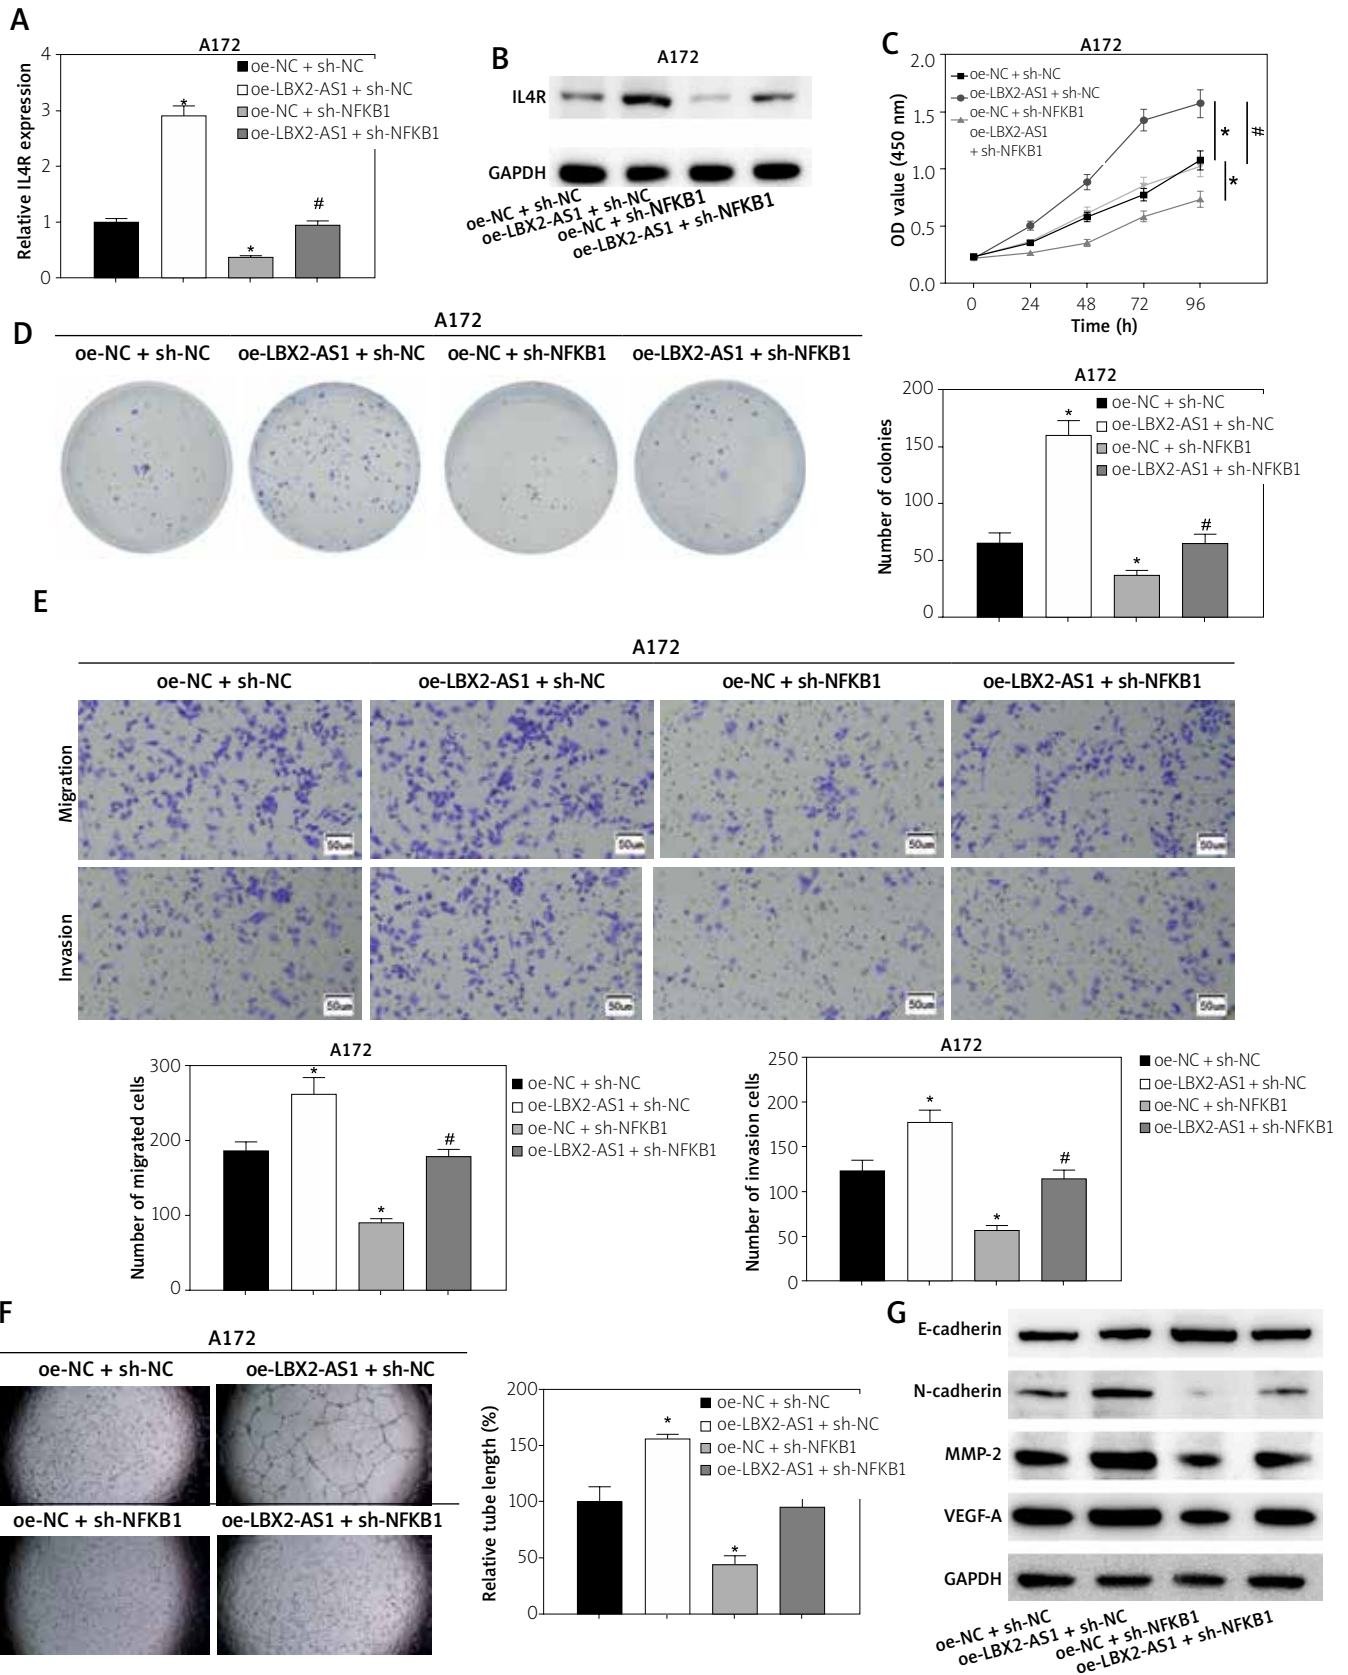 A
A172
Relative IL4R expression
4
3
2
1
0
oe-NC + sh-NC
oe-LBX2-AS1 + sh-NC
oe-NC + sh-NFKB1
oe-LBX2-AS1 + sh-NFKB1
*
*
#
B
A172
IL4R
GAPDH
oe-NC + sh-NC
oe-LBX2-AS1 + sh-NC
oe-NC + sh-NFKB1
oe-LBX2-AS1 + sh-NFKB1
C
A172
OD value (450 nm)
2.0
1.5
1.0
0.5
0.0
oe-NC + sh-NC
oe-LBX2-AS1 + sh-NC
oe-NC + sh-NFKB1
oe-LBX2-AS1
+ sh-NFKB1
* #
*
0 24 48 72 96
Time (h)
D
A172
oe-NC + sh-NC oe-LBX2-AS1 + sh-NC oe-NC + sh-NFKB1 oe-LBX2-AS1 + sh-NFKB1
A172
Number of colonies
200
150
100
50
0
oe-NC + sh-NC
oe-LBX2-AS1 + sh-NC
oe-NC + sh-NFKB1
oe-LBX2-AS1 + sh-NFKB1
*
*
#
E
A172
oe-NC + sh-NC oe-LBX2-AS1 + sh-NC oe-NC + sh-NFKB1 oe-LBX2-AS1 + sh-NFKB1
Migration
50um 50um 50um 50um
Invasion
50um 50um 50um 50um
A172
Number of migrated cells
300
200
100
0
*
*
#
oe-NC + sh-NC
oe-LBX2-AS1 + sh-NC
oe-NC + sh-NFKB1
oe-LBX2-AS1 + sh-NFKB1
A172
Number of invasion cells
250
200
150
100
50
0
*
*
#
oe-NC + sh-NC
oe-LBX2-AS1 + sh-NC
oe-NC + sh-NFKB1
oe-LBX2-AS1 + sh-NFKB1
F
A172
oe-NC + sh-NC oe-LBX2-AS1 + sh-NC
oe-NC + sh-NFKB1 oe-LBX2-AS1 + sh-NFKB1
Relative tube length (%)
200
150
100
50
0
oe-NC + sh-NC
oe-LBX2-AS1 + sh-NC
oe-NC + sh-NFKB1
oe-LBX2-AS1 + sh-NFKB1
*
*
G
E-cadherin
N-cadherin
MMP-2
VEGF-A
GAPDH
oe-NC + sh-NC
oe-LBX2-AS1 + sh-NC
oe-NC + sh-NFKB1
oe-LBX2-AS1 + sh-NFKB1